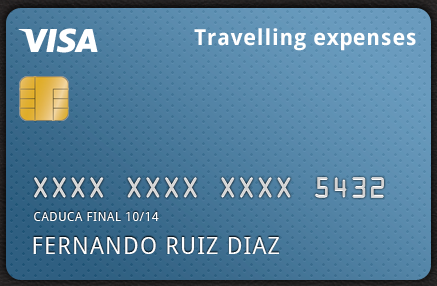 VISA
Travelling expenses
XXXX XXXX XXXX 5432
CADUCA FINAL 10/14
FERNANDO RUIZ DIAZ